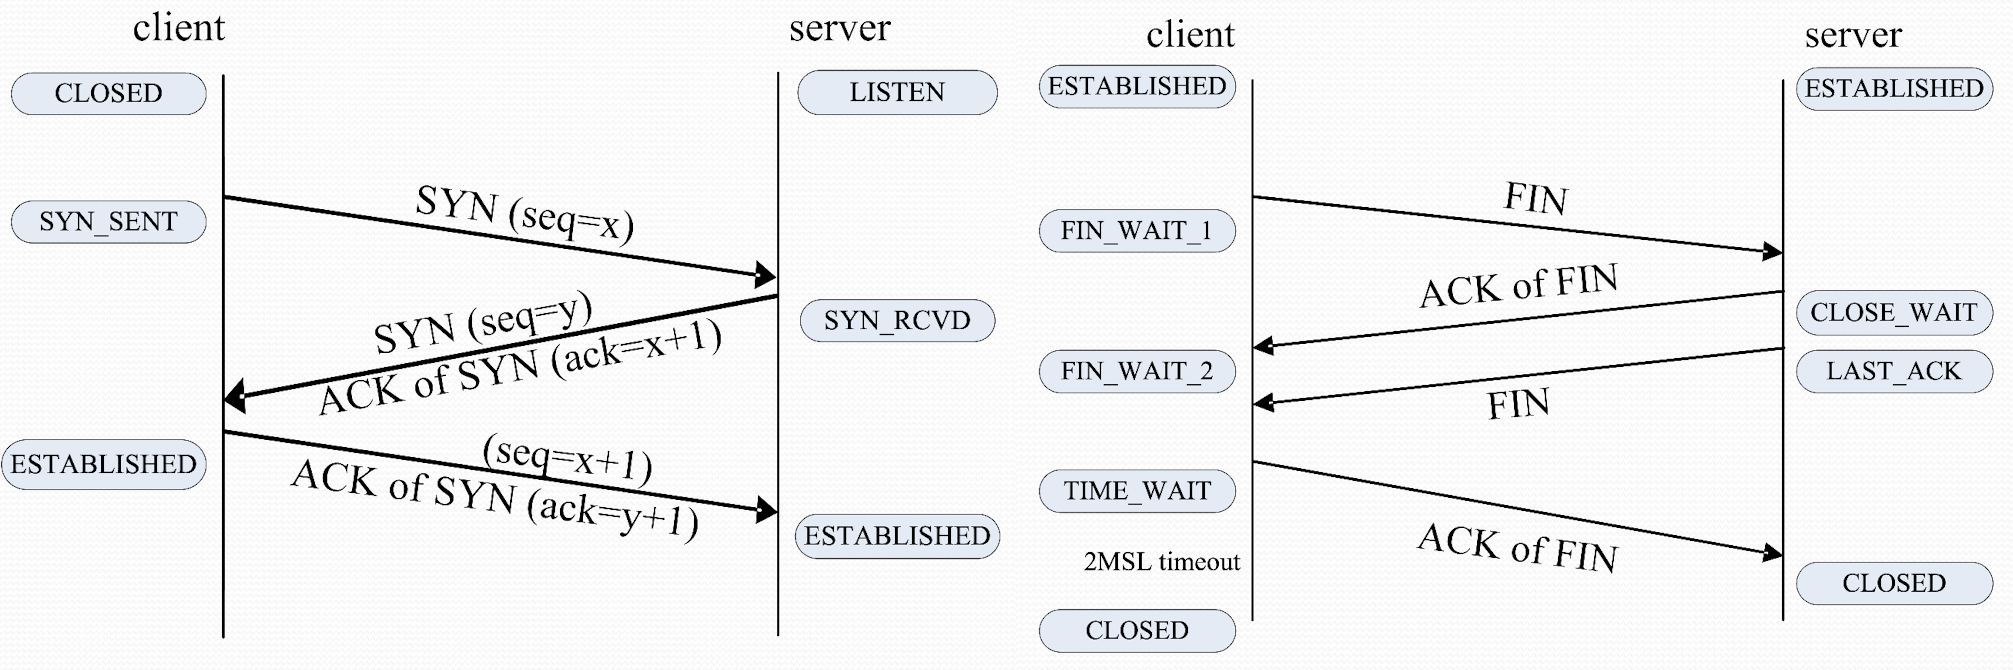 client
server
CLOSED
LISTEN
SYN (seq=x)
SYN_SENT
SYN (seq=y)
ACK of SYN (ack=x+1)
SYN_RCVD
(seq=x+1)
ACK of SYN (ack=y+1)
ESTABLISHED
ESTABLISHED
client
server
ESTABLISHED
ESTABLISHED
FIN
FIN_WAIT_1
ACK of FIN
CLOSE_WAIT
FIN_WAIT_2
LAST_ACK
FIN
TIME_WAIT
ACK of FIN
2MSL timeout
CLOSED
CLOSED